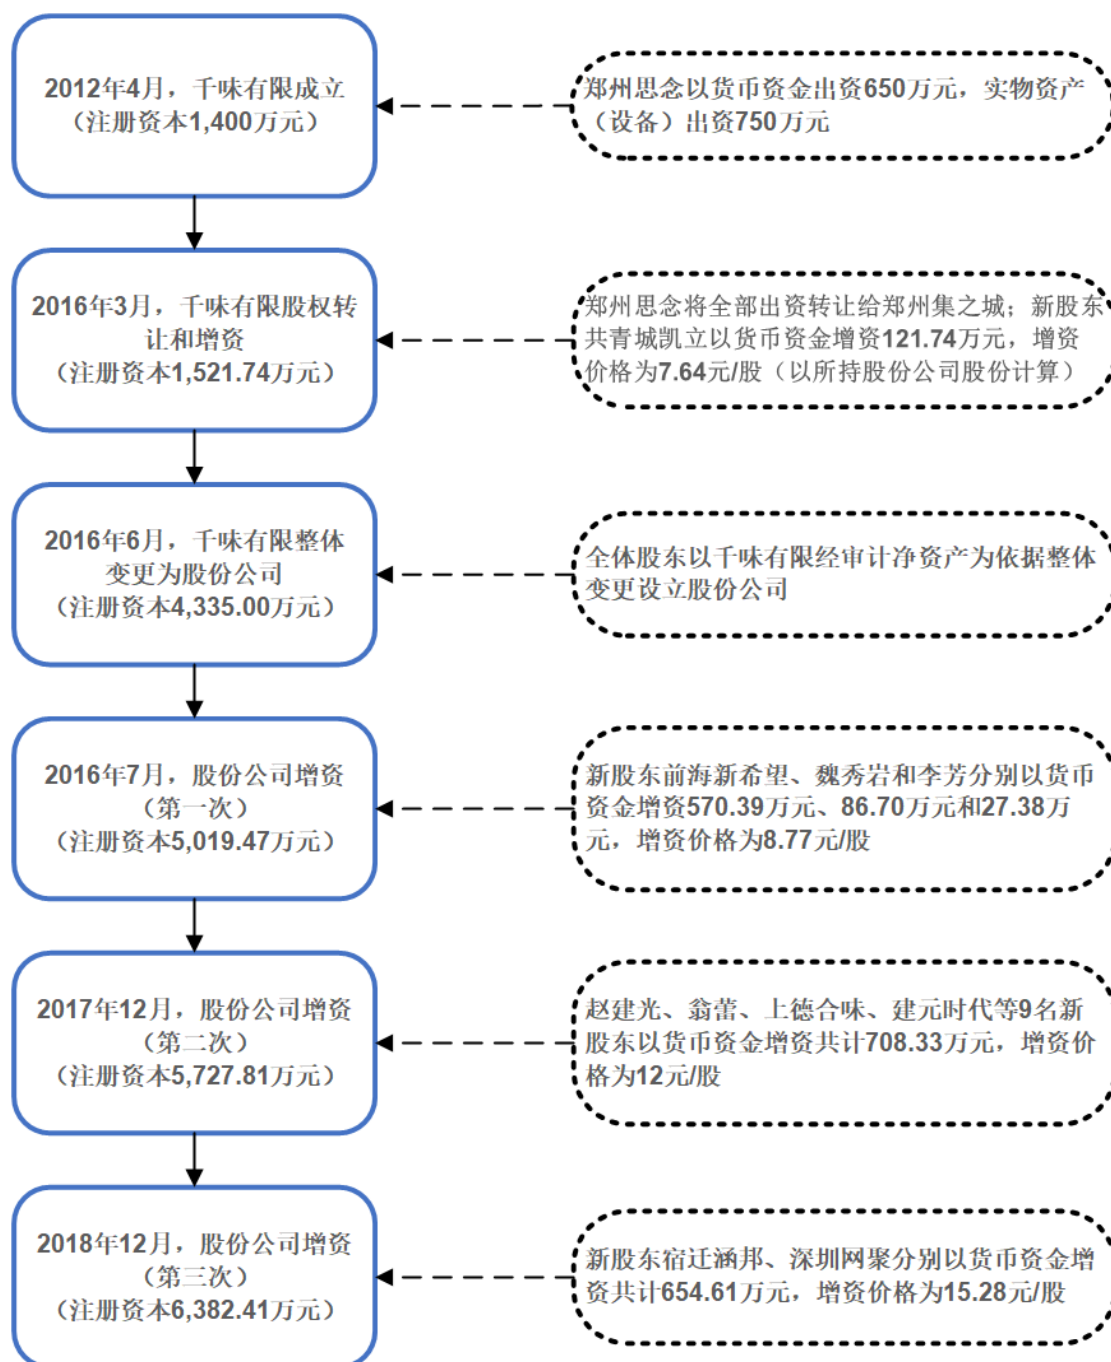 2012年4月，千味有限成立
（注册资本1,400万元）
郑州思念以货币资金出资650万元，实物资产
（设备）出资750万元
2016年3月，千味有限股权转
让和增资
（注册资本1,521.74万元）
郑州思念将全部出资转让给郑州集之城；新股东
共青城凯立以货币资金增资121.74万元，增资
价格为7.64元/股（以所持股份公司股份计算）
2016年6月，千味有限整体
变更为股份公司
（注册资本4,335.00万元）
全体股东以千味有限经审计净资产为依据整体
变更设立股份公司
2016年7月，股份公司增资
（第一次）
（注册资本5,019.47万元）
新股东前海新希望、魏秀岩和李芳分别以货币
资金增资570.39万元、86.70万元和27.38万
元，增资价格为8.77元/股
2017年12月，股份公司增资
（第二次）
（注册资本5,727.81万元）
赵建光、翁蕾、上德合味、建元时代等9名新
股东以货币资金增资共计708.33万元，增资价
格为12元/股
2018年12月，股份公司增资
（第三次）
（注册资本6,382.41万元）
新股东宿迁涵邦、深圳网聚分别以货币资金增
资共计654.61万元，增资价格为15.28元/股